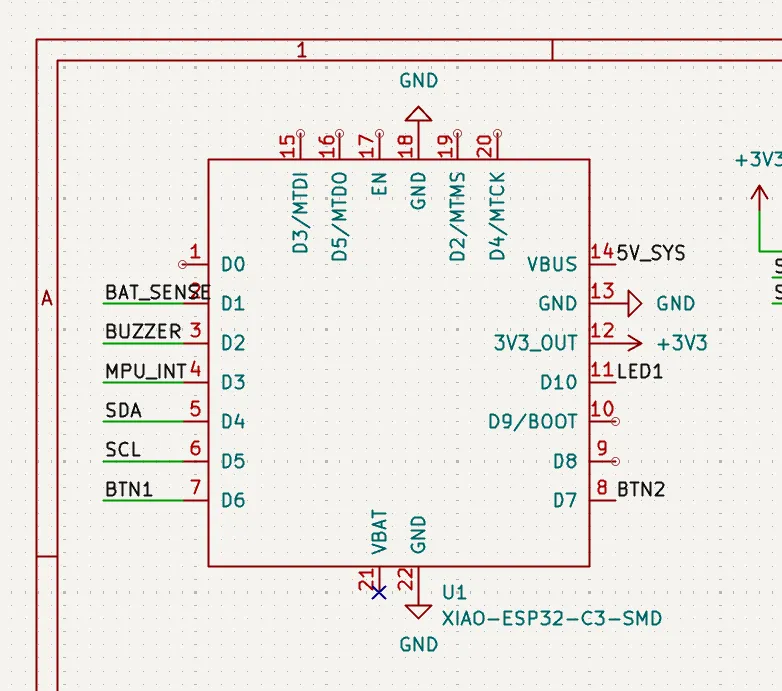 1
GND
15 16 17 18 19 20
D3/MTDI D5/MTDO EN GND D2/MTMS D4/MTCK
+3V3
1 D0
VBUS 14 5V_SYS
A
BAT_SENSE 2 D1
GND 13 GND
BUZZER 3 D2
3V3_OUT 12 +3V3
MPU_INT 4 D3
D10 11 LED1
SDA 5 D4
D9/BOOT 10
SCL 6 D5
D8 9
BTN1 7 D6
D7 8 BTN2
VBAT GND
21 22
U1
XIAO-ESP32-C3-SMD
GND